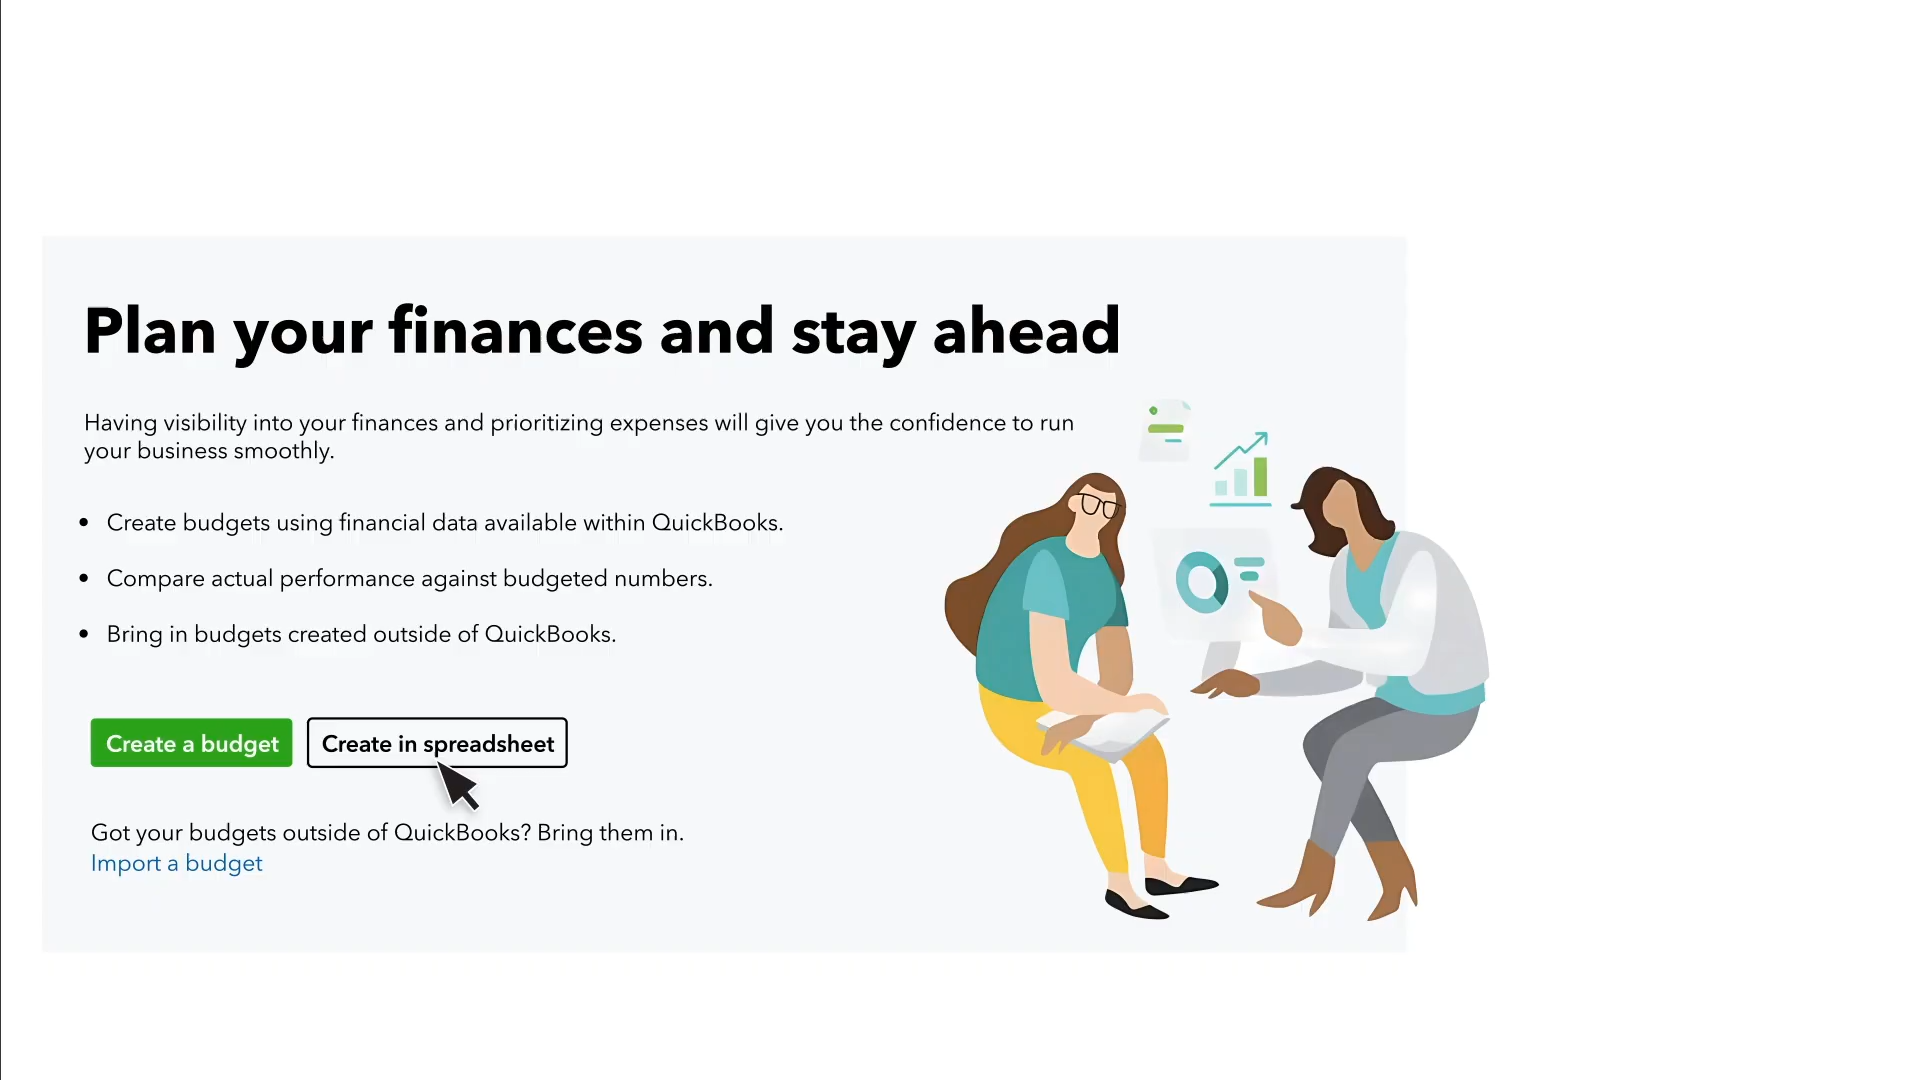 Plan your finances and stay ahead
Having visibility into your finances and prioritizing expenses will give you the confidence to run
your business smoothly.
• Create budgets using financial data available within QuickBooks.
• Compare actual performance against budgeted numbers.
• Bring in budgets created outside of QuickBooks.
Create a budget
Create in spreadsheet
Got your budgets outside of QuickBooks? Bring them in.
Import a budget